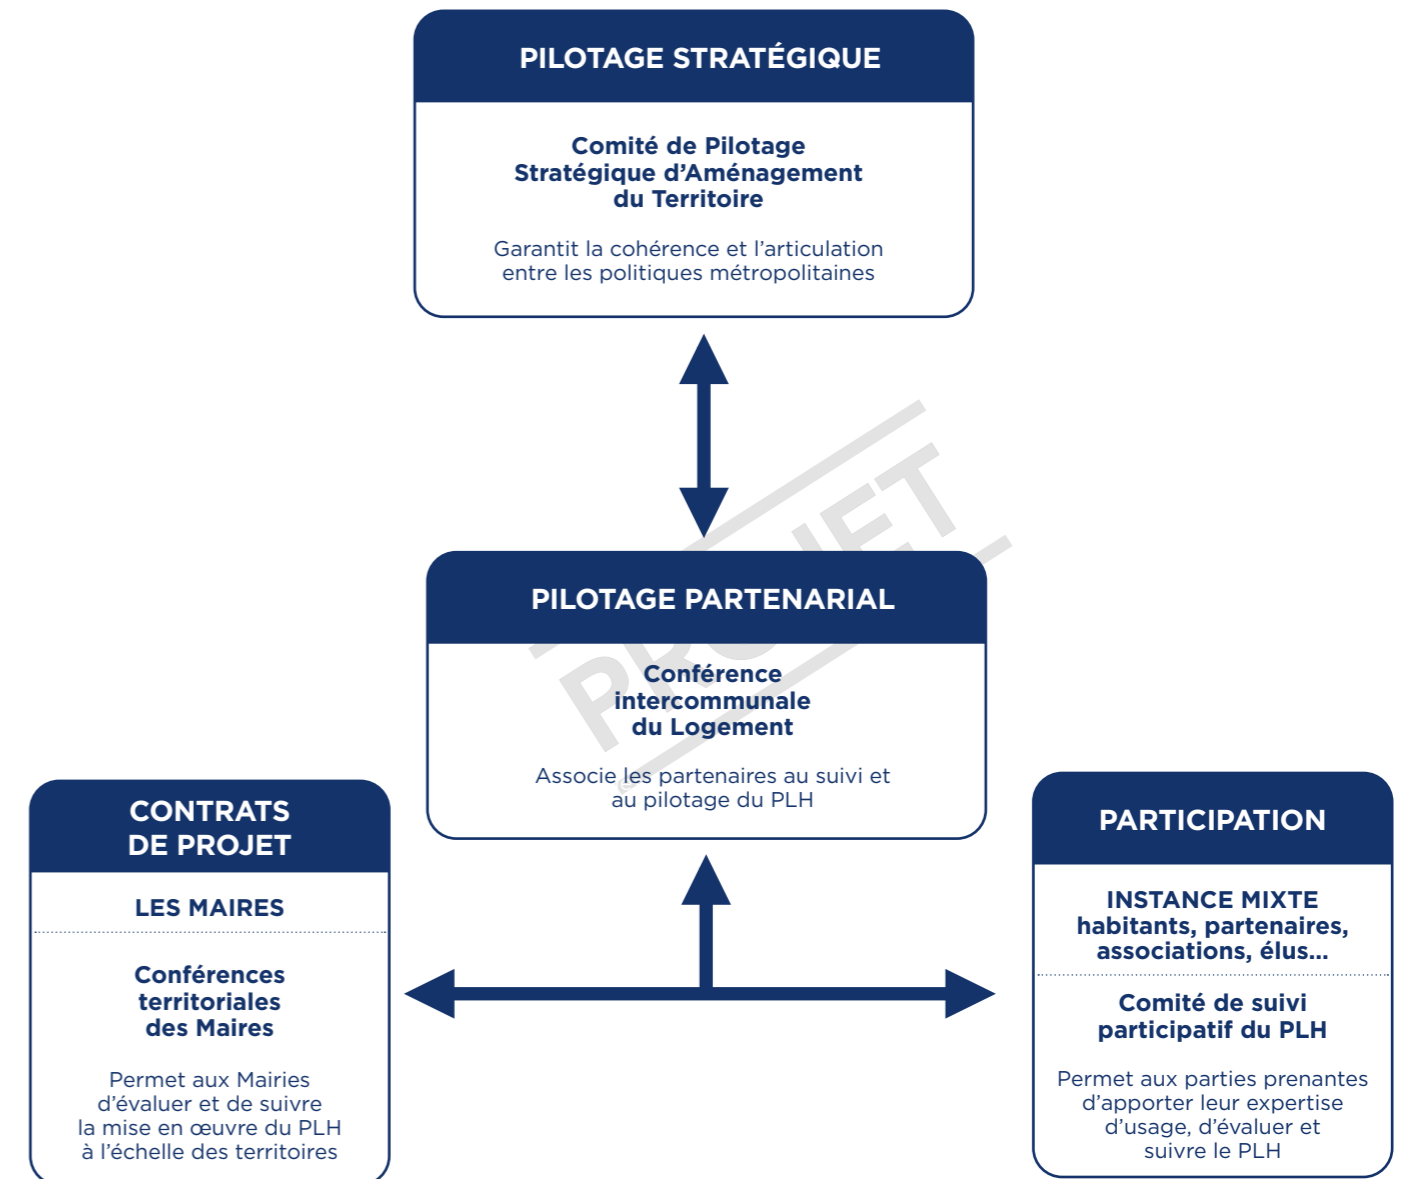 PILOTAGE STRATÉGIQUE
Comité de Pilotage
Stratégique d’Aménagement
du Territoire
Garantit la cohérence et l’articulation
entre les politiques métropolitaines
PROJET
PILOTAGE PARTENARIAL
Conférence
intercommunale
du Logement
Associe les partenaires au suivi et
au pilotage du PLH
CONTRATS
DE PROJET
LES MAIRES
Conférences
territoriales
des Maires
Permet aux Mairies
d’évaluer et de suivre
la mise en œuvre du PLH
à l’échelle des territoires
PARTICIPATION
INSTANCE MIXTE
habitants, partenaires,
associations, élus...
Comité de suivi
participatif du PLH
Permet aux parties prenantes
d’apporter leur expertise
d’usage, d’évaluer et
suivre le PLH